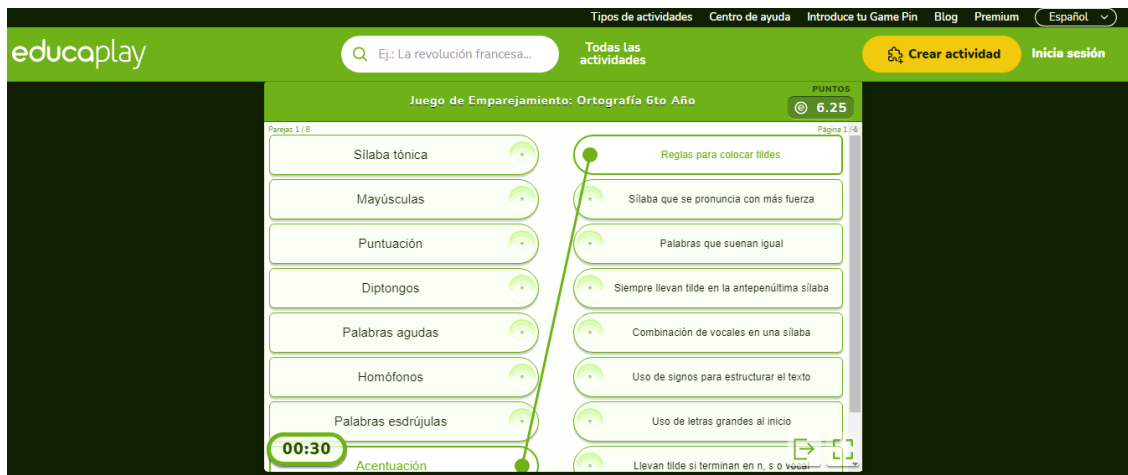 Tipos de actividades Centro de ayuda Introduce tu Game Pin Blog Premium Español
educaplay
Ej.: La revolución francesa...
Todas las
actividades
Crear actividad
Inicia sesión
Juego de Emparejamiento: Ortografía 6to Año
PUNTOS
6.25
Parejas 1 / 8
Página 1 / 4
Sílaba tónica
Reglas para colocar tildes
Mayúsculas
Sílaba que se pronuncia con más fuerza
Puntuación
Palabras que suenan igual
Diptongos
Siempre llevan tilde en la antepenúltima sílaba
Palabras agudas
Combinación de vocales en una sílaba
Homófonos
Uso de signos para estructurar el texto
Palabras esdrújulas
Uso de letras grandes al inicio
00:30
Acentuación
Llevan tilde si terminan en n, s o vocal